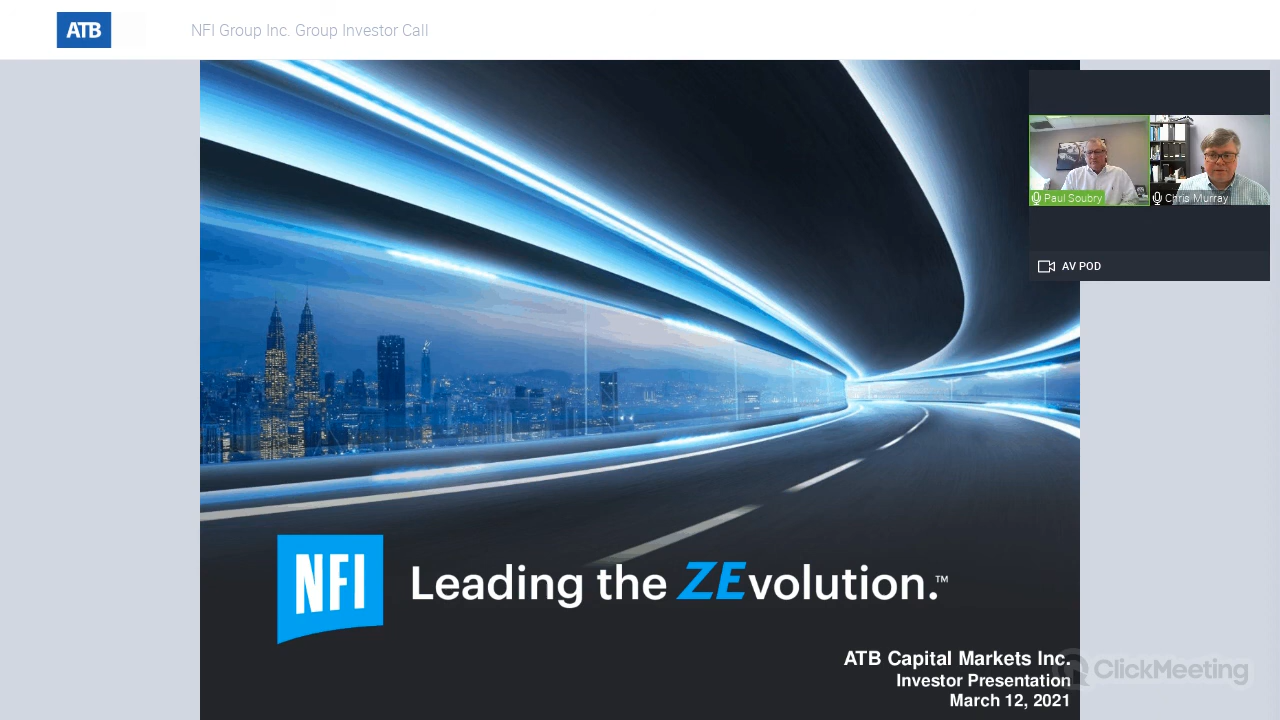 ATB
NFI Group Inc. Group Investor Call
Paul Soubry
Chris Murray
AV POD
NFI
Leading the ZEvolution.™
ATB Capital Markets Inc.
Investor Presentation
March 12, 2021
ClickMeeting